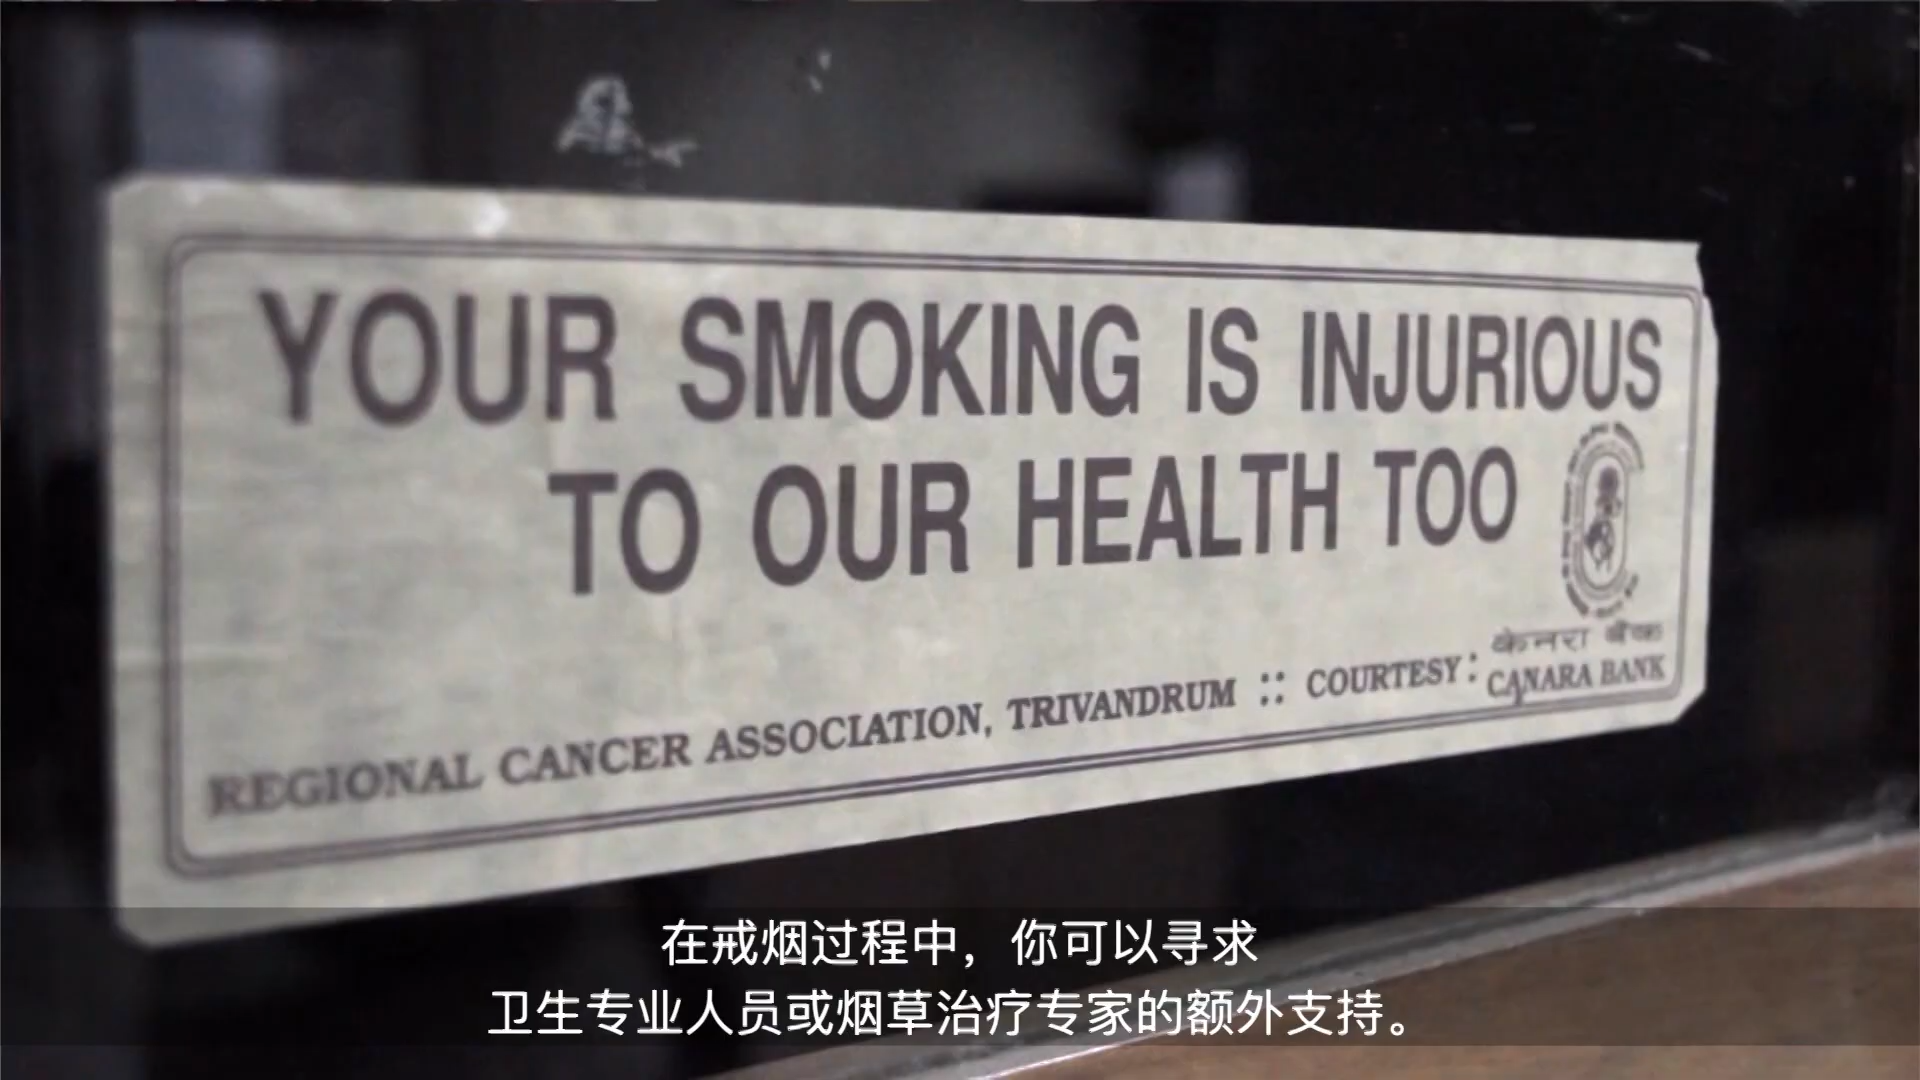 YOUR SMOKING IS INJURIOUS
TO OUR HEALTH TOO
केनरा बैंक
REGIONAL CANCER ASSOCIATION, TRIVANDRUM :: COURTESY: CANARA BANK
在戒烟过程中，你可以寻求
卫生专业人员或烟草治疗专家的额外支持。